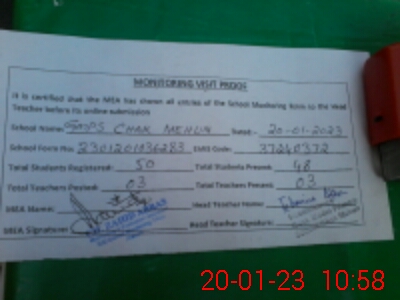 MONITORING VISIT PROOF
It is certified that the MEA has shown all entries of the School Monitoring form to the Head
Teacher before its online submission
School Name: GGPS CHAK MEHLU Dated: 20-01-2023
School Form No: 2301201036283 EMIS Code: 37240372
Total Students Registered: 50 Total Students Present: 48
Total Teachers Posted: 03 Total Teachers Present: 03
MEA Name: Head Teacher Name:
MEA Signature: Head Teacher Signature:
20-01-23 10:58